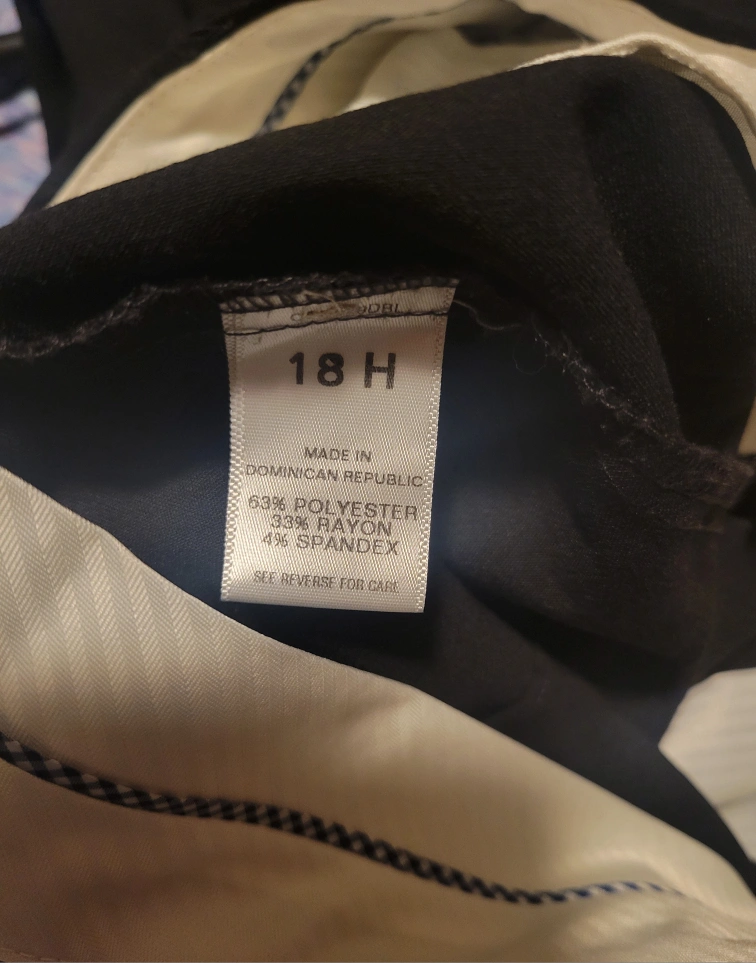 18 H
MADE IN
DOMINICAN REPUBLIC
63% POLYESTER
33% RAYON
4% SPANDEX
SEE REVERSE FOR CARE